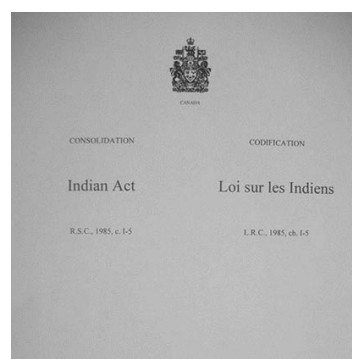 CANADA
CONSOLIDATION
Indian Act
R.S.C., 1985, c. I-5
CODIFICATION
Loi sur les Indiens
L.R.C., 1985, ch. I-5